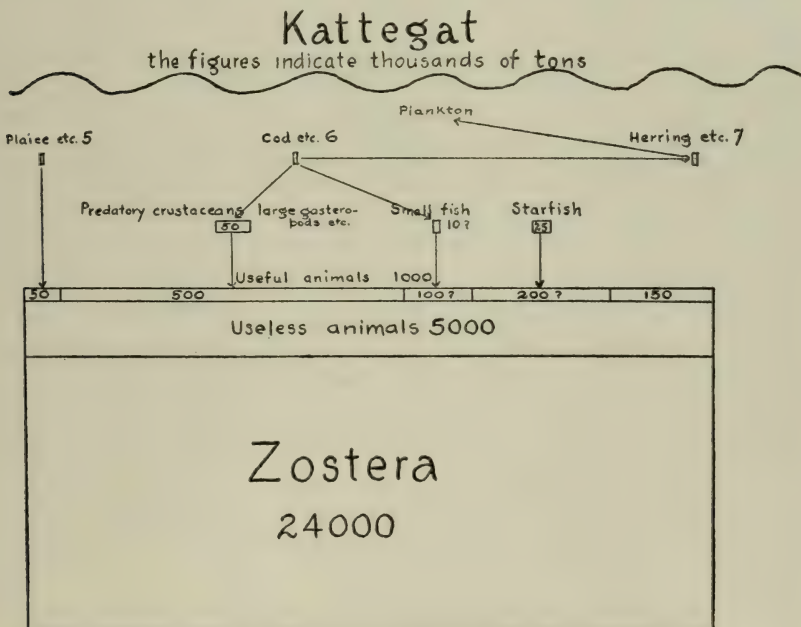 Kattegat
the figures indicate thousands of tons
Plankton
Plaice etc. 5
Cod etc. 6
Herring etc. 7
Predatory crustaceans large gastero-
pods etc.
Small fish
Starfish
50
10?
25
Useful animals 1000
50 500 100? 200? 150
Useless animals 5000
Zostera
24000